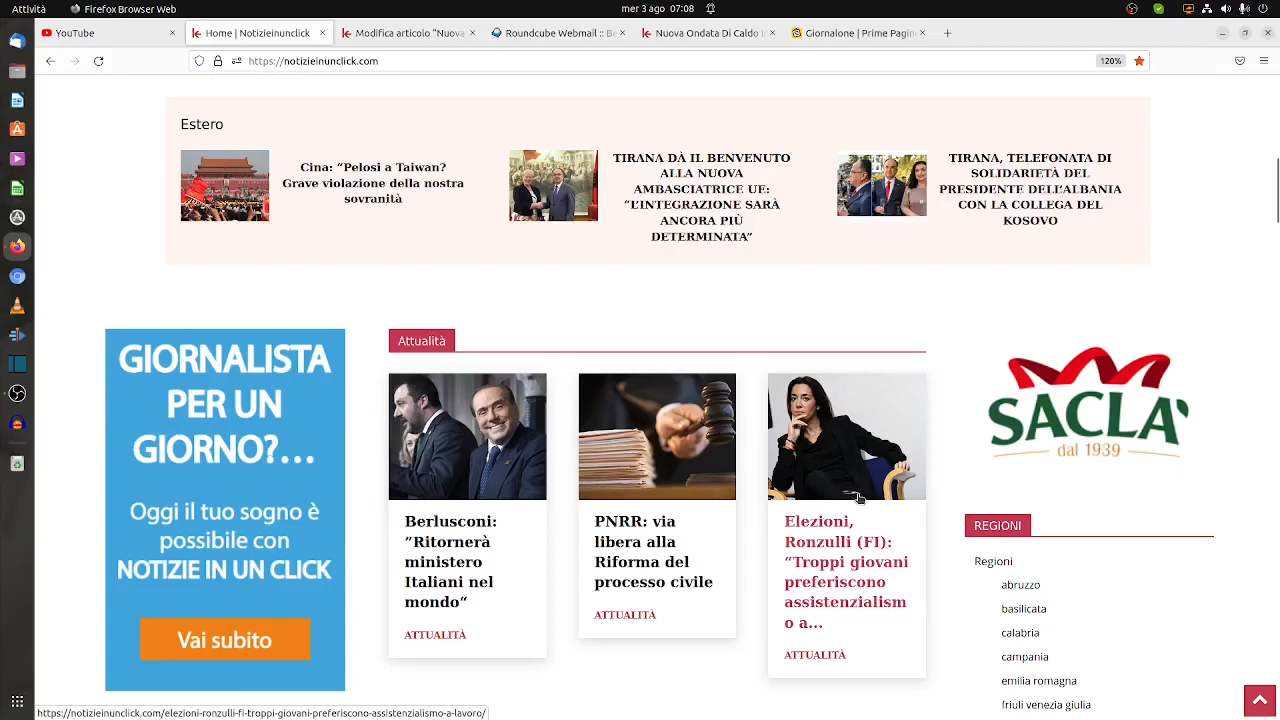 Attività
Firefox Browser Web
mer 3 ago 07:08
YouTube
Home | Notizieinunclick
Modifica articolo “Nuova
Roundcube Webmail :: Be
Nuova Ondata Di Caldo I
Giornalone | Prime Pagin
https://notizieinunclick.com
120%
Estero
Cina: “Pelosi a Taiwan?
Grave violazione della nostra
sovranità
TIRANA DÀ IL BENVENUTO
ALLA NUOVA
AMBASCIATRICE UE:
“L’INTEGRAZIONE SARÀ
ANCORA PIÙ
DETERMINATA”
TIRANA, TELEFONATA DI
SOLIDARIETÀ DEL
PRESIDENTE DELL’ALBANIA
CON LA COLLEGA DEL
KOSOVO
GIORNALISTA
PER UN
GIORNO?...
Oggi il tuo sogno è
possibile con
NOTIZIE IN UN CLICK
Vai subito
Attualità
Berlusconi:
”Ritornerà
ministero
Italiani nel
mondo“
ATTUALITÀ
PNRR: via
libera alla
Riforma del
processo civile
ATTUALITÀ
Elezioni,
Ronzulli (FI):
“Troppi giovani
preferiscono
assistenzialism
o a...
ATTUALITÀ
SACLA'
dal 1939
REGIONI
Regioni
abruzzo
basilicata
calabria
campania
emilia romagna
friuli venezia giulia
https://notizieinunclick.com/elezioni-ronzulli-fi-troppi-giovani-preferiscono-assistenzialismo-a-lavoro/